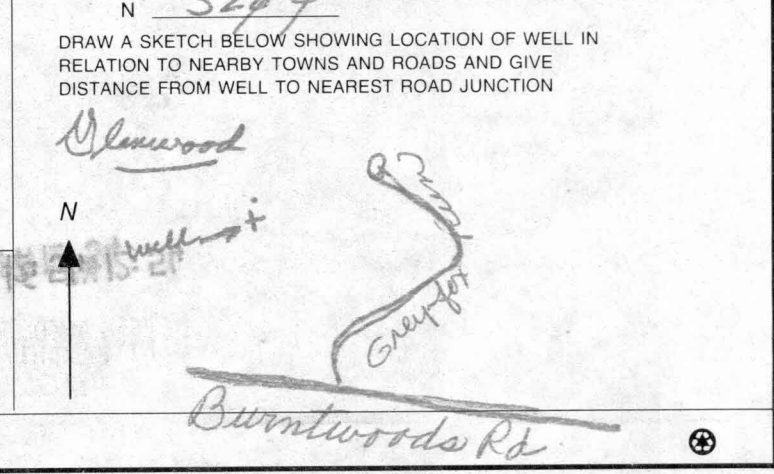 N
DRAW A SKETCH BELOW SHOWING LOCATION OF WELL IN
RELATION TO NEARBY TOWNS AND ROADS AND GIVE
DISTANCE FROM WELL TO NEAREST ROAD JUNCTION
Glenwood
N
well
Greyfox
Burntwoods Rd